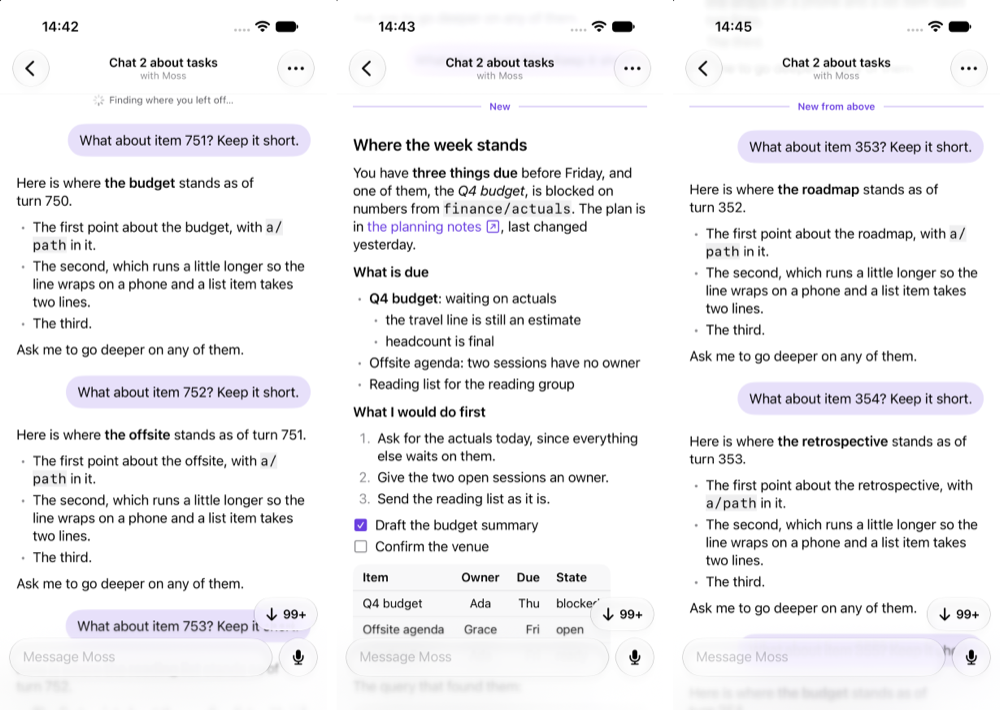 14:42
Chat 2 about tasks
with Moss
Finding where you left off...
What about item 751? Keep it short.
Here is where the budget stands as of
turn 750.
• The first point about the budget, with a/
path in it.
• The second, which runs a little longer so the
line wraps on a phone and a list item takes
two lines.
• The third.
Ask me to go deeper on any of them.
What about item 752? Keep it short.
Here is where the offsite stands as of turn 751.
• The first point about the offsite, with a/
path in it.
• The second, which runs a little longer so the
line wraps on a phone and a list item takes
two lines.
• The third.
Ask me to go deeper on any of them.
What about item 753? Keep it
99+
Message Moss
14:43
Chat 2 about tasks
with Moss
New
Where the week stands
You have three things due before Friday, and
one of them, the Q4 budget, is blocked on
numbers from finance/actuals. The plan is
in the planning notes, last changed
yesterday.
What is due
• Q4 budget: waiting on actuals
• the travel line is still an estimate
• headcount is final
• Offsite agenda: two sessions have no owner
• Reading list for the reading group
What I would do first
1. Ask for the actuals today, since everything
else waits on them.
2. Give the two open sessions an owner.
3. Send the reading list as it is.
Draft the budget summary
Confirm the venue
Item Owner Due State
Q4 budget Ada Thu blocked
Offsite agenda Grace Fri open
99+
Message Moss
The query that found them
14:45
Chat 2 about tasks
with Moss
New from above
What about item 353? Keep it short.
Here is where the roadmap stands as of
turn 352.
• The first point about the roadmap, with a/
path in it.
• The second, which runs a little longer so the
line wraps on a phone and a list item takes
two lines.
• The third.
Ask me to go deeper on any of them.
What about item 354? Keep it short.
Here is where the retrospective stands as of
turn 353.
• The first point about the retrospective, with
a/path in it.
• The second, which runs a little longer so the
line wraps on a phone and a list item takes
two lines.
• The third.
Ask me to go deeper on any of them.
99+
Message Moss